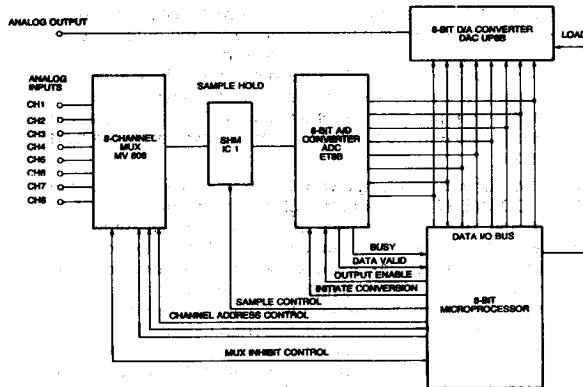 ANALOG OUTPUT
8-BIT D/A CONVERTER
DAC UP8B
LOAD
ANALOG
INPUTS
CH1
CH2
CH3
CH4
CH5
CH6
CH7
CH8
8-CHANNEL
MUX
MV 808
SAMPLE HOLD
SHM
IC 1
8-BIT A/D
CONVERTER
ADC
ET8B
DATA I/O BUS
8-BIT
MICROPROCESSOR
BUSY
DATA VALID
OUTPUT ENABLE
INITIATE CONVERSION
SAMPLE CONTROL
CHANNEL ADDRESS CONTROL
MUX INHIBIT CONTROL